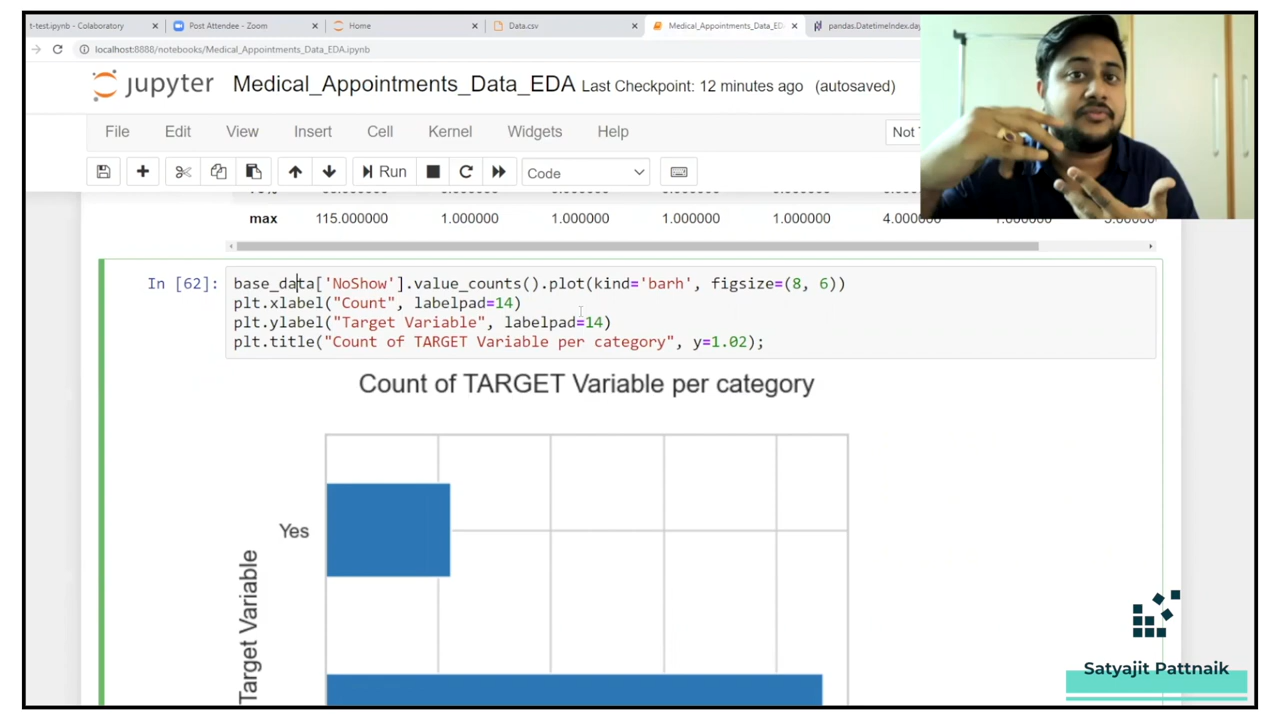 t-test.ipynb - Colaboratory
Post Attendee - Zoom
Home
Data.csv
Medical_Appointments_Data_EDA
pandas.DatetimeIndex.day
localhost:8888/notebooks/Medical_Appointments_Data_EDA.ipynb
jupyter Medical_Appointments_Data_EDA Last Checkpoint: 12 minutes ago (autosaved)
File Edit View Insert Cell Kernel Widgets Help Not
Run Code
max 115.000000 1.000000 1.000000 1.000000 1.000000
In [62]: base_data['NoShow'].value_counts().plot(kind='barh', figsize=(8, 6))
plt.xlabel("Count", labelpad=14)
plt.ylabel("Target Variable", labelpad=14)
plt.title("Count of TARGET Variable per category", y=1.02);
Count of TARGET Variable per category
Yes
Target Variable
Satyajit Pattnaik